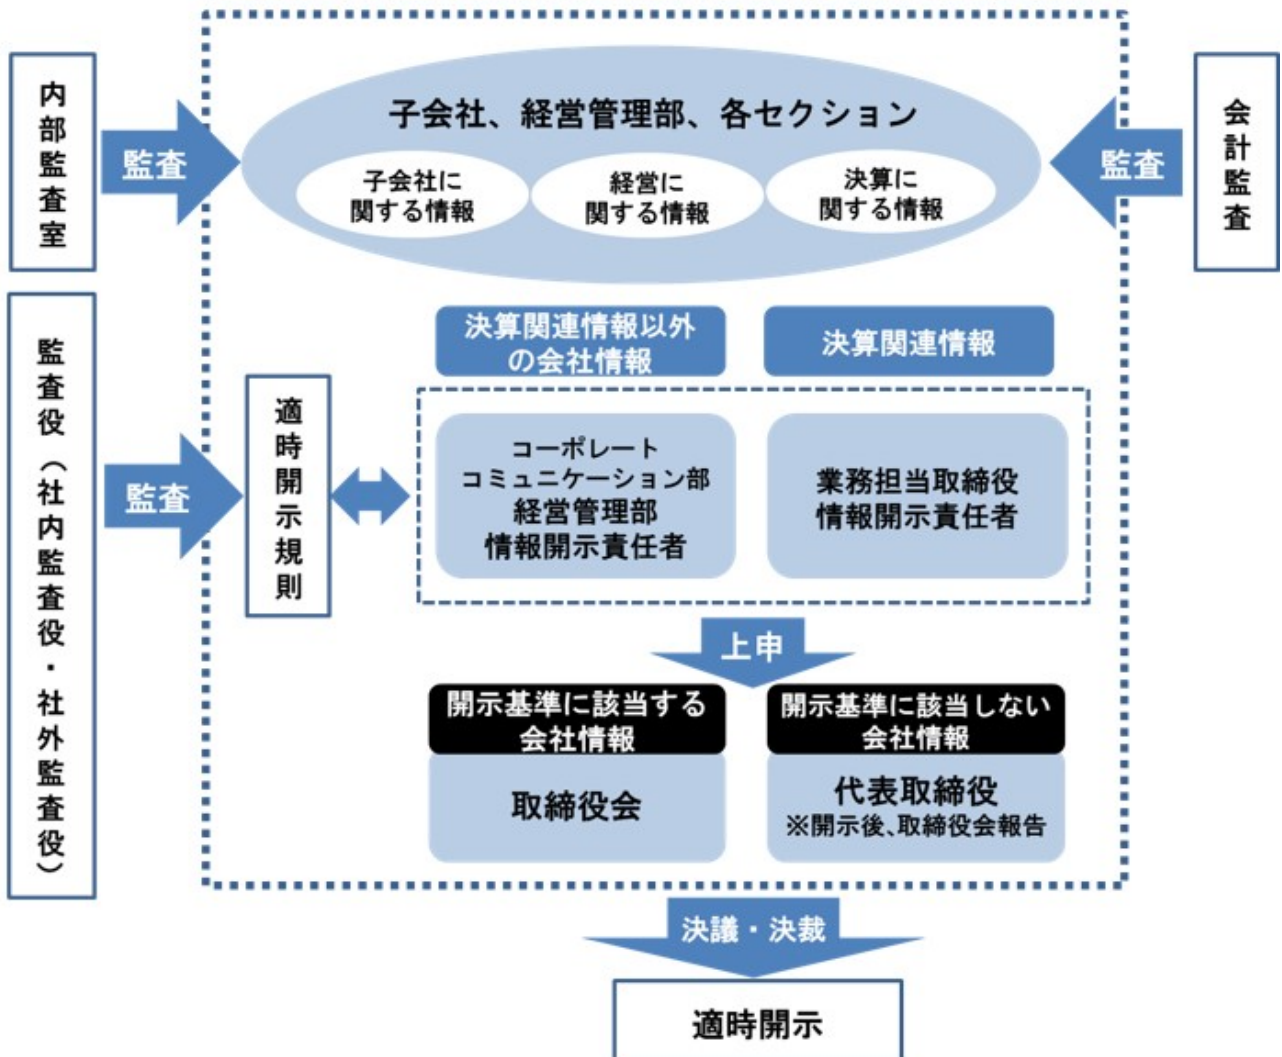 内部監査室
監査
子会社、経営管理部、各セクション
子会社に
関する情報
経営に
関する情報
決算に
関する情報
監査
会計監査
監査役（社内監査役・社外監査役）
監査
適時開示規則
決算関連情報以外
の会社情報
決算関連情報
コーポレート
コミュニケーション部
経営管理部
情報開示責任者
業務担当取締役
情報開示責任者
上申
開示基準に該当する
会社情報
取締役会
開示基準に該当しない
会社情報
代表取締役
※開示後、取締役会報告
決議・決裁
適時開示